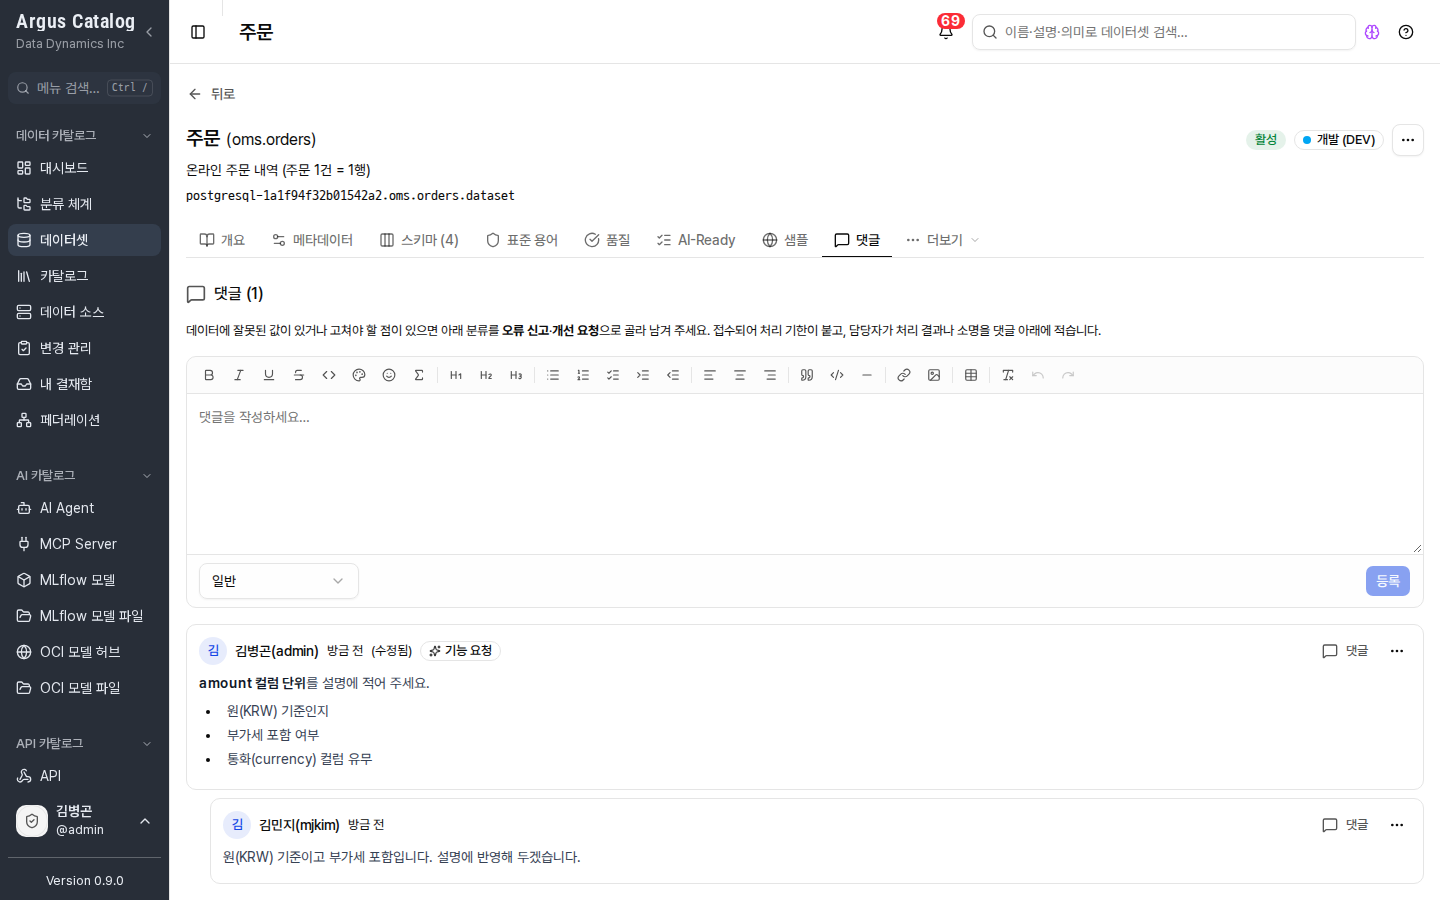 Argus Catalog
Data Dynamics Inc
메뉴 검색... Ctrl /
데이터 카탈로그
대시보드
분류 체계
데이터셋
카탈로그
데이터 소스
변경 관리
내 결재함
페더레이션
AI 카탈로그
AI Agent
MCP Server
MLflow 모델
MLflow 모델 파일
OCI 모델 허브
OCI 모델 파일
API 카탈로그
API
김병곤
@admin
Version 0.9.0
주문
69
이름·설명·의미로 데이터셋 검색...
뒤로
주문 (oms.orders)
활성
개발 (DEV)
온라인 주문 내역 (주문 1건 = 1행)
postgresql-1a1f94f32b01542a2.oms.orders.dataset
개요 메타데이터 스키마 (4) 표준 용어 품질 AI-Ready 샘플 댓글 더보기
댓글 (1)
데이터에 잘못된 값이 있거나 고쳐야 할 점이 있으면 아래 분류를 오류 신고·개선 요청으로 골라 남겨 주세요. 접수되어 처리 기한이 붙고, 담당자가 처리 결과나 소명을 댓글 아래에 적습니다.
H1 H2 H3
댓글을 작성하세요...
일반
등록
김 김병곤(admin) 방금 전 (수정됨) 기능 요청 댓글
amount 컬럼 단위를 설명에 적어 주세요.
• 원(KRW) 기준인지
• 부가세 포함 여부
• 통화(currency) 컬럼 유무
김 김민지(mjkim) 방금 전 댓글
원(KRW) 기준이고 부가세 포함입니다. 설명에 반영해 두겠습니다.